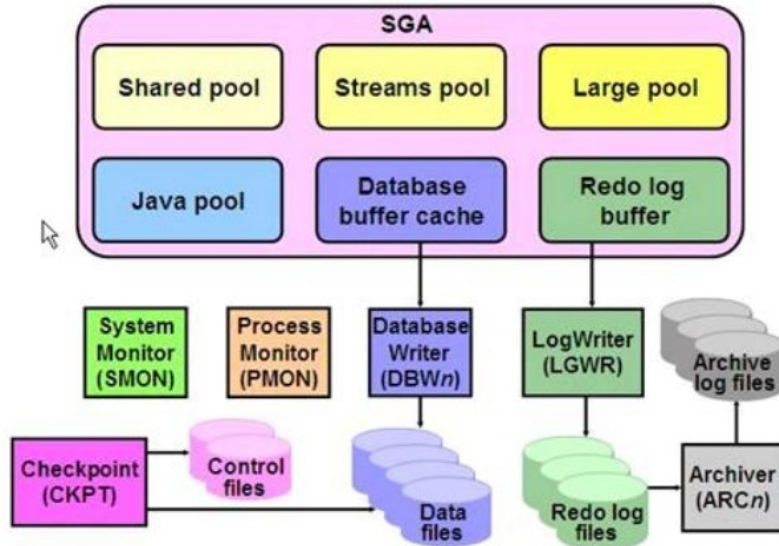 SGA
Shared pool
Streams pool
Large pool
Java pool
Database
buffer cache
Redo log
buffer
System
Monitor
(SMON)
Process
Monitor
(PMON)
Database
Writer
(DBWn)
LogWriter
(LGWR)
Archive
log files
Checkpoint
(CKPT)
Control
files
Data
files
Redo log
files
Archiver
(ARCn)